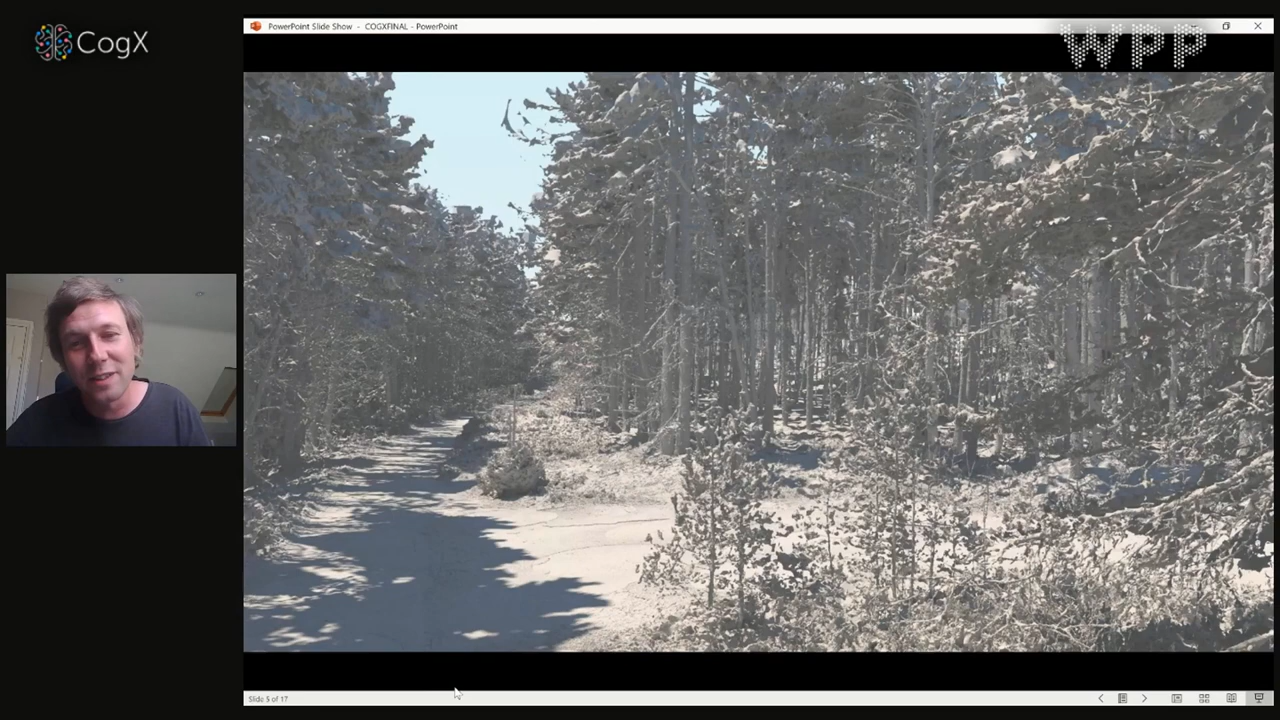 CogX
PowerPoint Slide Show - COGXFINAL - PowerPoint
WPP
Slide 5 of 17